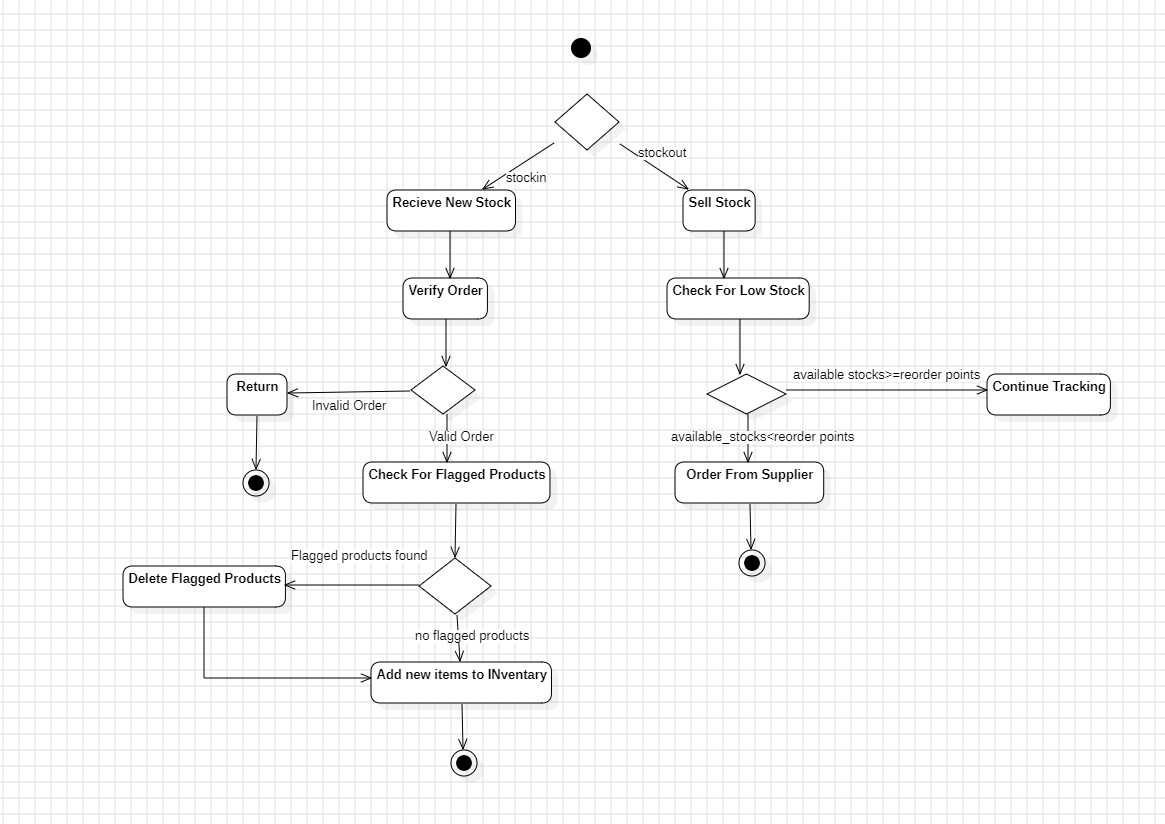 stockout
stockin
Recieve New Stock
Sell Stock
Verify Order
Check For Low Stock
available stocks>=reorder points
Return
Continue Tracking
Invalid Order
Valid Order
available_stocks<reorder points
Check For Flagged Products
Order From Supplier
Flagged products found
Delete Flagged Products
no flagged products
Add new items to INventary